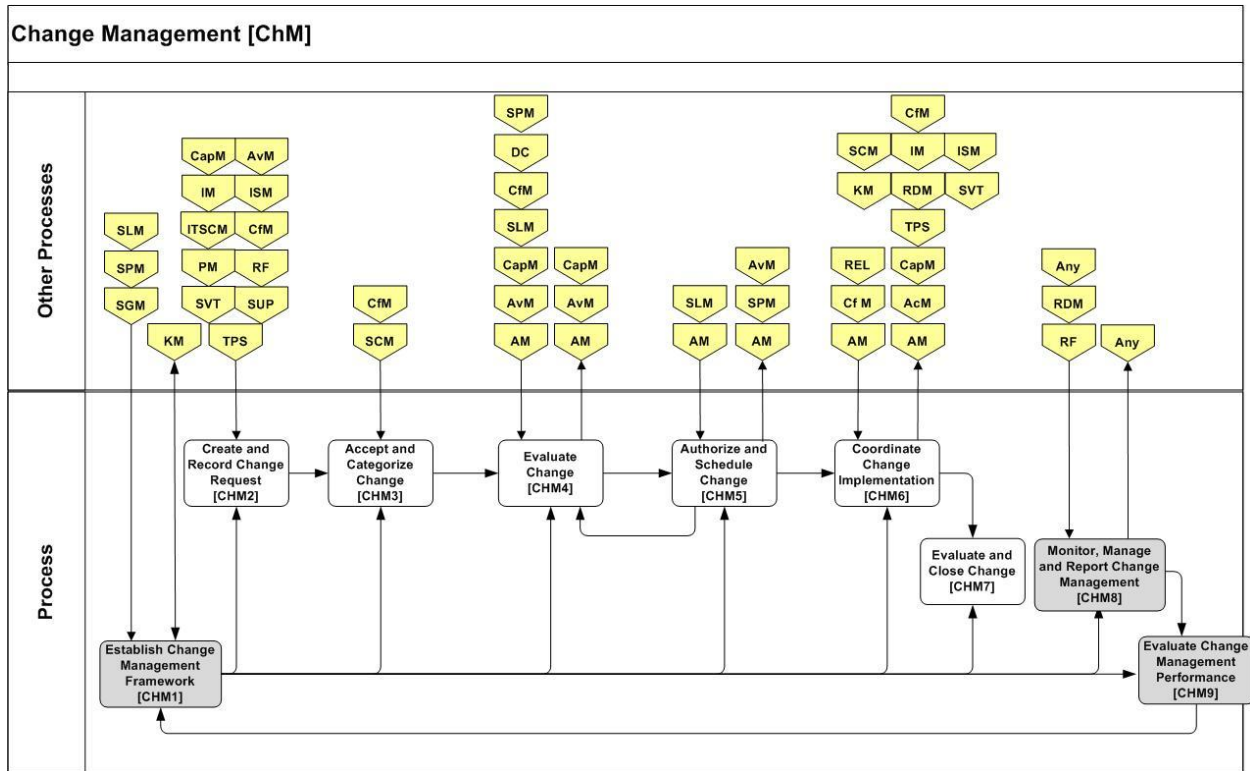 Change Management [ChM]
Other Processes
SLM
SPM
SGM
KM
CapM
AvM
IM
ISM
ITSCM
CfM
PM
RF
SVT
SUP
TPS
CfM
SCM
SPM
DC
CfM
SLM
CapM
AvM
AM
CapM
AvM
AM
SLM
AM
AvM
SPM
AM
CfM
SCM
IM
ISM
KM
RDM
SVT
TPS
REL
CapM
Cf M
AcM
AM
AM
Any
RDM
RF
Any
Process
Create and
Record Change
Request
[CHM2]
Accept and
Categorize
Change
[CHM3]
Evaluate
Change
[CHM4]
Authorize and
Schedule
Change
[CHM5]
Coordinate
Change
Implementation
[CHM6]
Evaluate and
Close Change
[CHM7]
Monitor, Manage
and Report Change
Management
[CHM8]
Establish Change
Management
Framework
[CHM1]
Evaluate Change
Management
Performance
[CHM9]